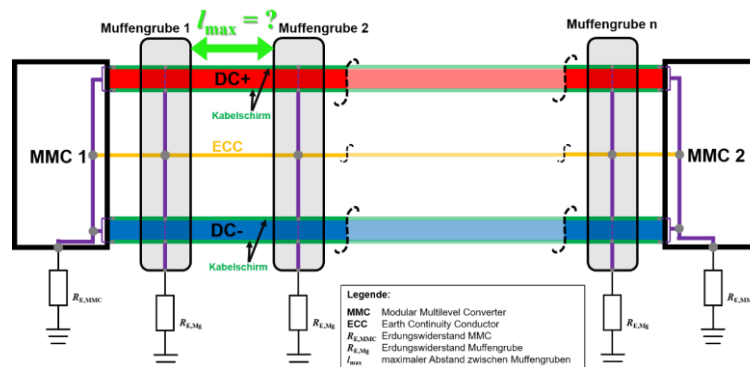 Muffengrube 1
l_max = ?
Muffengrube 2
Muffengrube n
DC+
Kabelschirm
MMC 1
ECC
MMC 2
DC-
Kabelschirm
R_E,MMC
R_E,Mg
R_E,Mg
R_E,Mg
R_E,MM
Legende:
MMC Modular Multilevel Converter
ECC Earth Continuity Conductor
R_E,MMC Erdungswiderstand MMC
R_E,Mg Erdungswiderstand Muffengrube
l_max maximaler Abstand zwischen Muffengruben